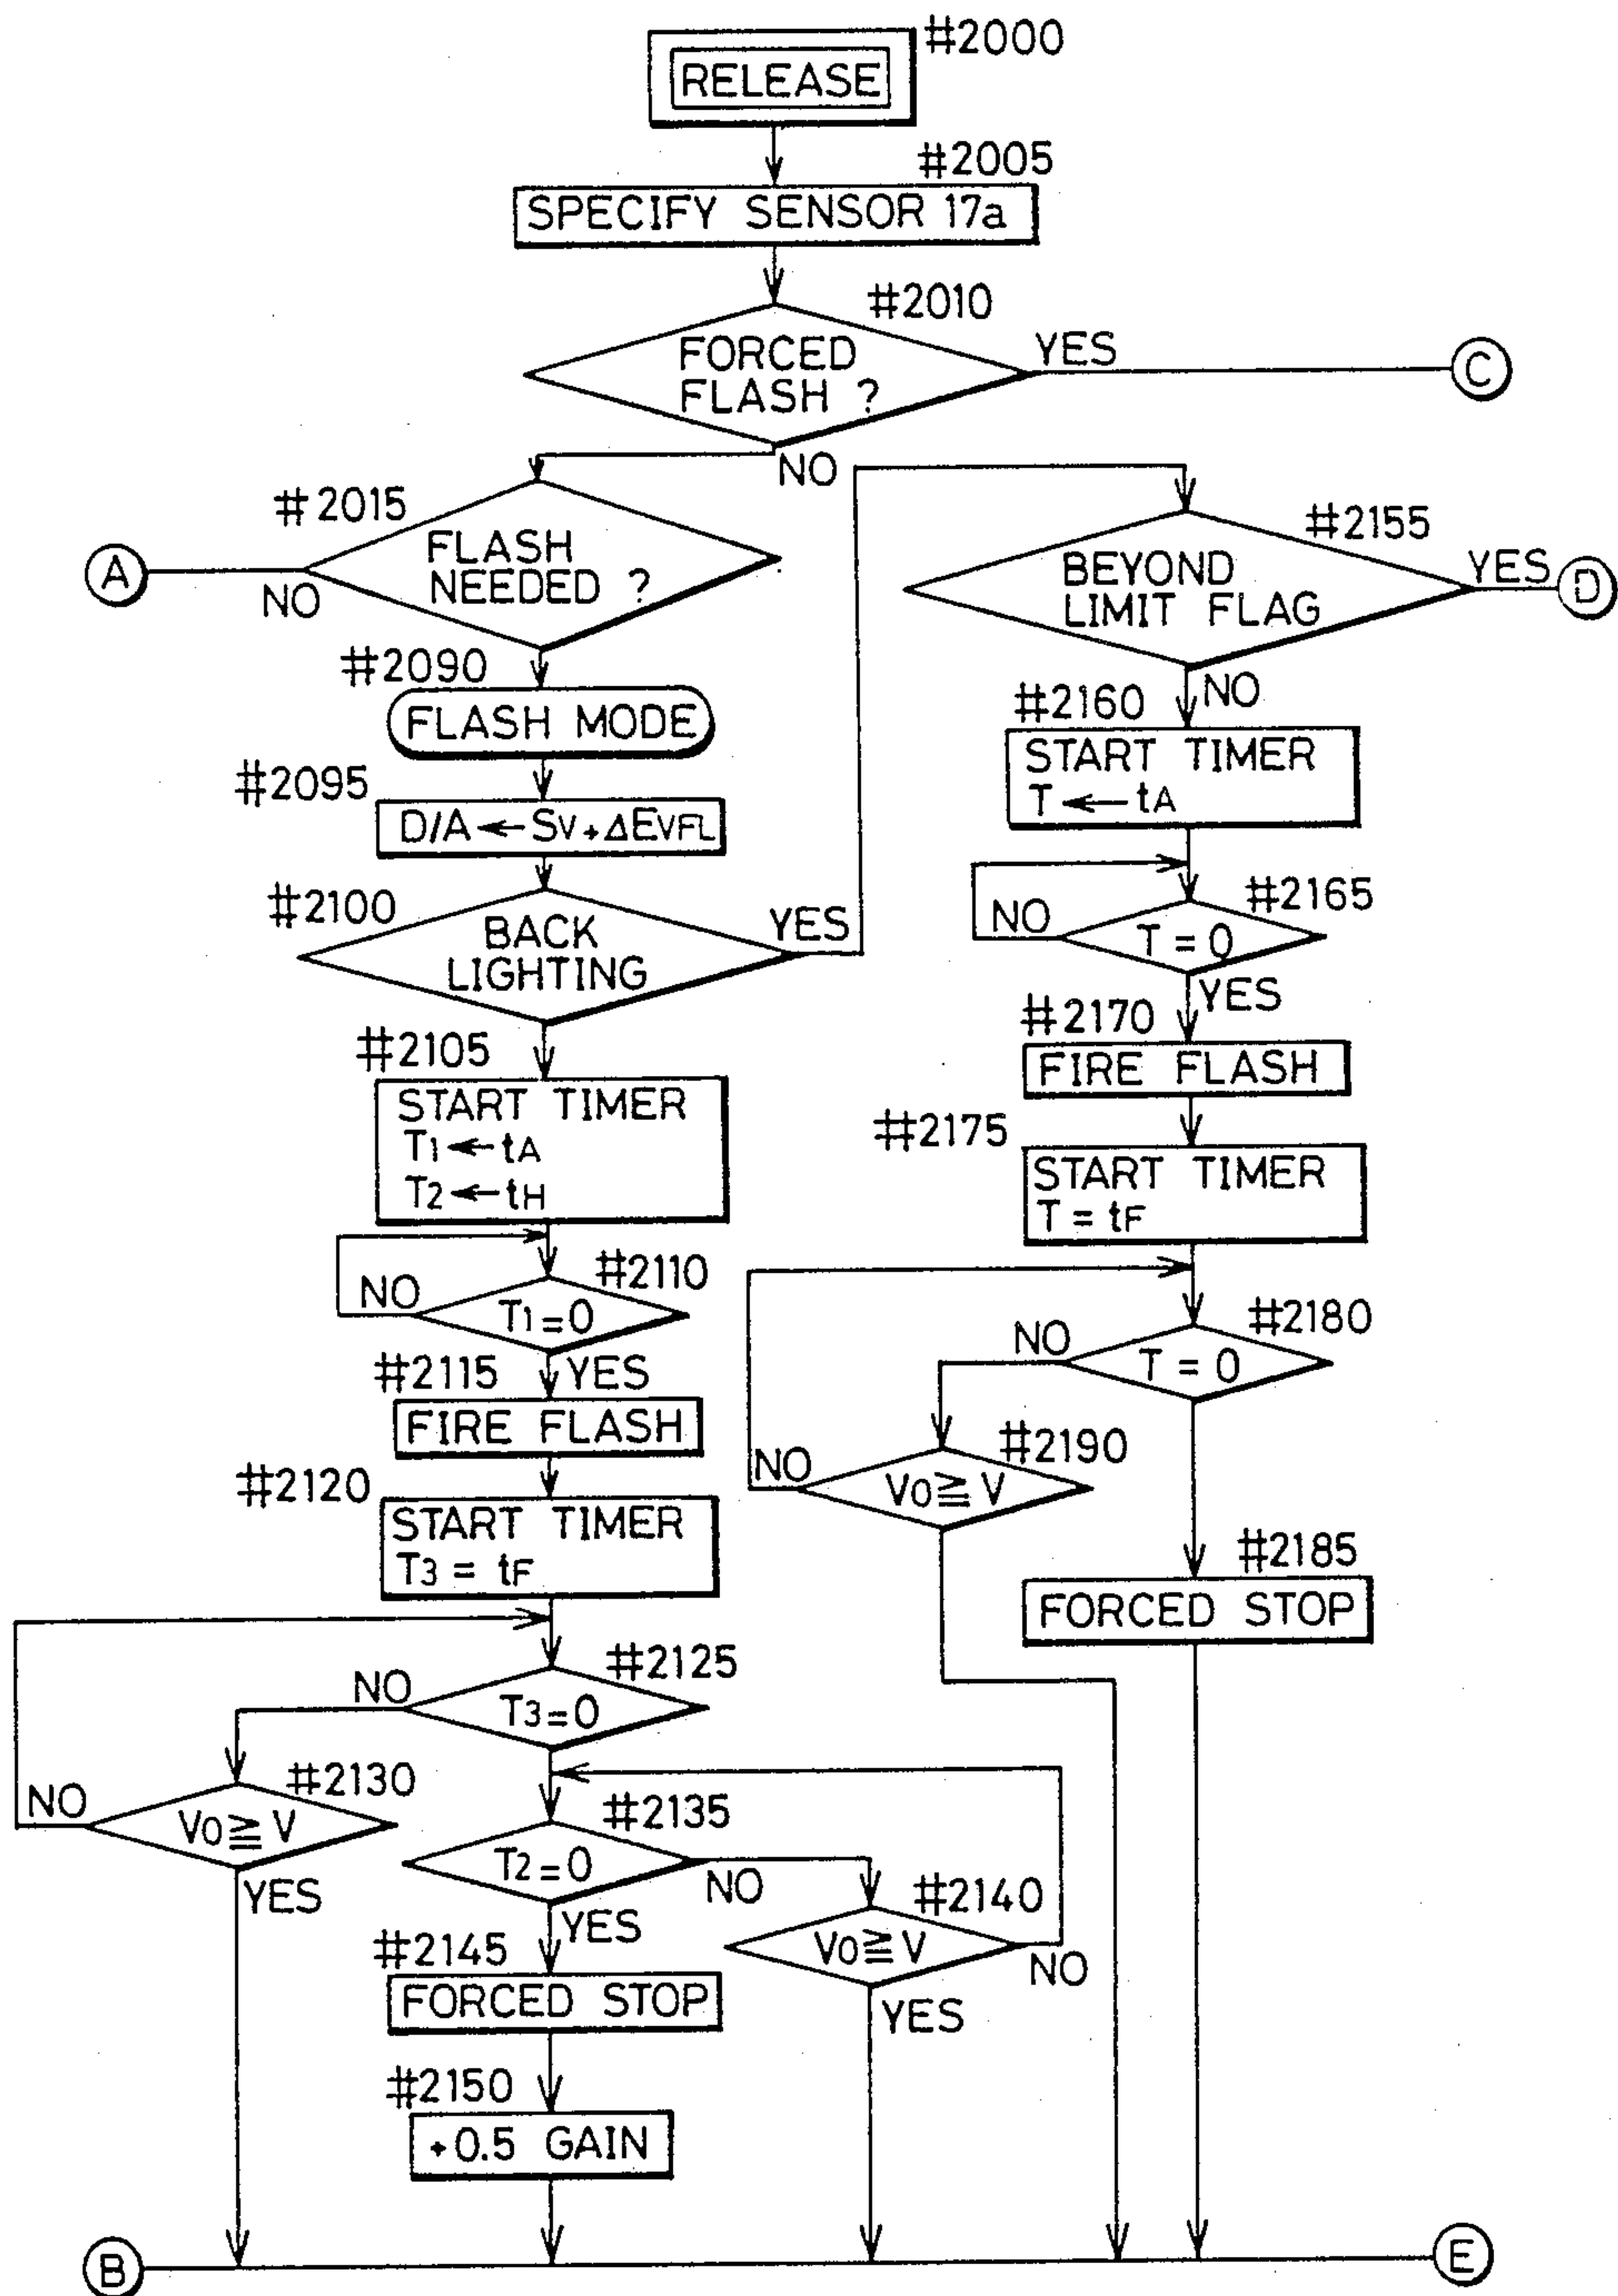 #2000
RELEASE
#2005
SPECIFY SENSOR 17a
#2010
FORCED
FLASH ?
YES
C
NO
#2015
FLASH
NEEDED ?
A
NO
#2155
BEYOND
LIMIT FLAG
YES
D
NO
#2090
FLASH MODE
#2160
START TIMER
T ← tA
#2095
D/A ← SV + ΔEVFL
#2100
BACK
LIGHTING
YES
#2165
NO
T = 0
YES
#2170
FIRE FLASH
#2105
START TIMER
T1 ← tA
T2 ← tH
#2175
START TIMER
T = tF
#2110
NO
T1 = 0
YES
#2180
NO
T = 0
#2115
FIRE FLASH
#2190
NO
V0 ≧ V
#2120
START TIMER
T3 = tF
#2185
FORCED STOP
#2125
NO
T3 = 0
#2130
NO
V0 ≧ V
YES
#2135
T2 = 0
NO
YES
#2140
V0 ≧ V
NO
YES
#2145
FORCED STOP
#2150
+0.5 GAIN
B
E